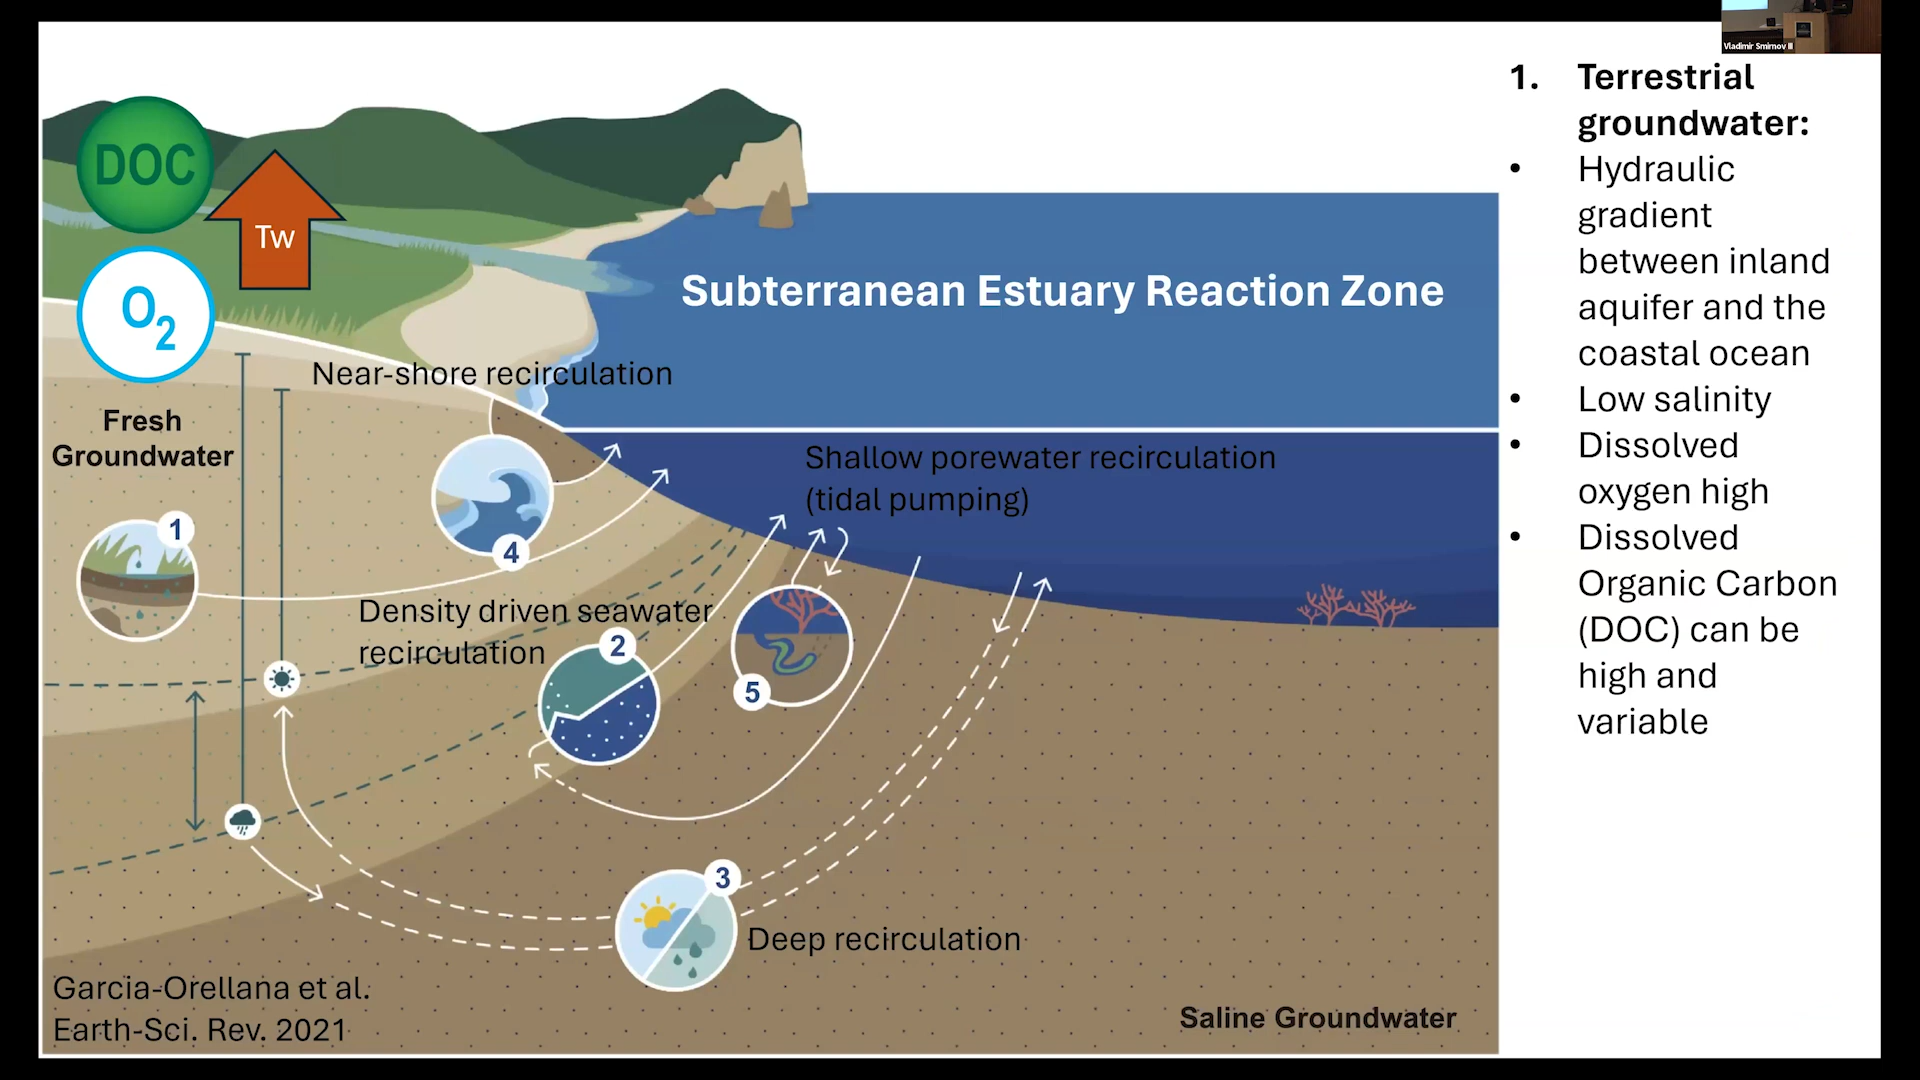 Vladimir Smirnov III
1. Terrestrial
groundwater:
• Hydraulic
gradient
between inland
aquifer and the
coastal ocean
• Low salinity
• Dissolved
oxygen high
• Dissolved
Organic Carbon
(DOC) can be
high and
variable
DOC
Tw
O2
Subterranean Estuary Reaction Zone
Near-shore recirculation
Fresh
Groundwater
Shallow porewater recirculation
(tidal pumping)
1
4
Density driven seawater
recirculation
2
5
3
Deep recirculation
Garcia-Orellana et al.
Earth-Sci. Rev. 2021
Saline Groundwater